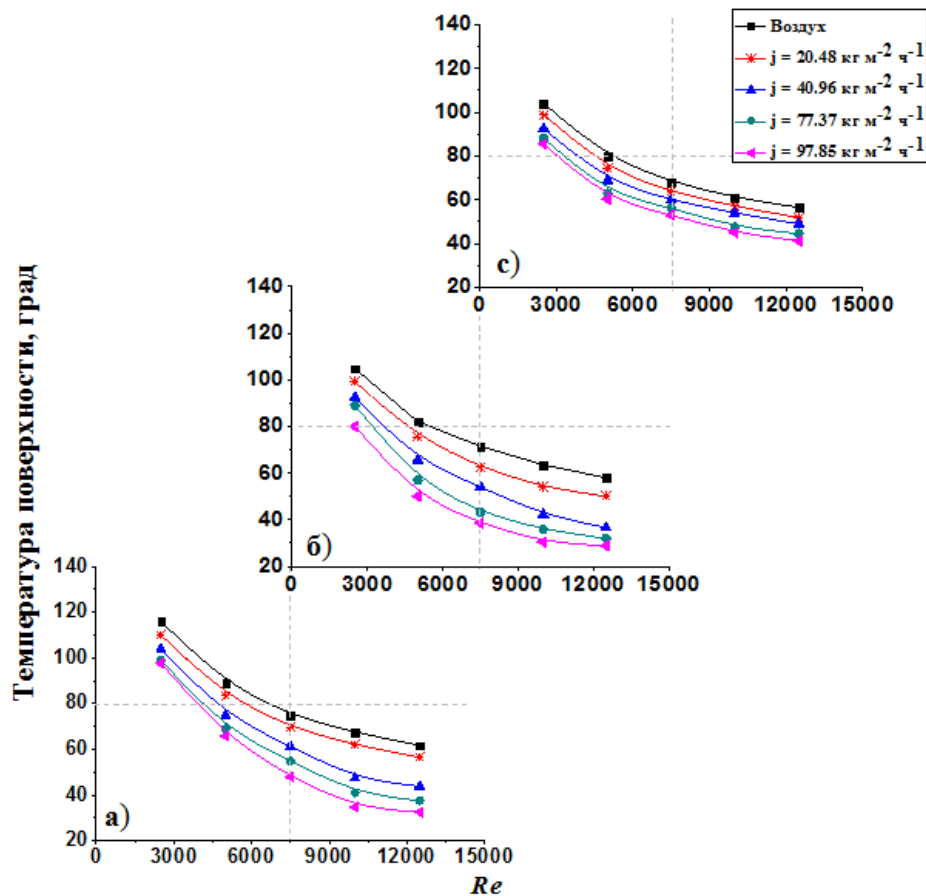 Воздух
j = 20.48 кг м-2 ч-1
j = 40.96 кг м-2 ч-1
j = 77.37 кг м-2 ч-1
j = 97.85 кг м-2 ч-1
140
120
100
80
60
40
20
с)
0 3000 6000 9000 12000 15000
140
120
100
80
60
40
20
б)
0 3000 6000 9000 12000 15000
Температура поверхности, град
140
120
100
80
60
40
20
а)
0 3000 6000 9000 12000 15000
Re